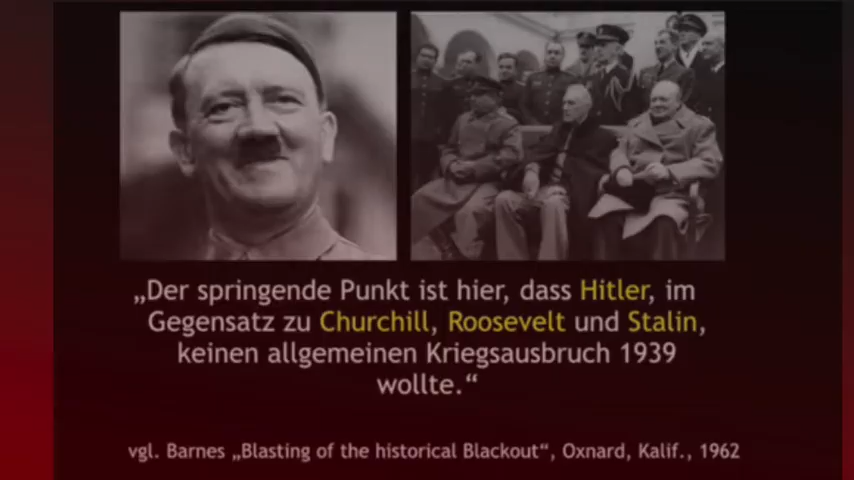 „Der springende Punkt ist hier, dass Hitler, im
Gegensatz zu Churchill, Roosevelt und Stalin,
keinen allgemeinen Kriegsausbruch 1939
wollte.“
vgl. Barnes „Blasting of the historical Blackout“, Oxnard, Kalif., 1962